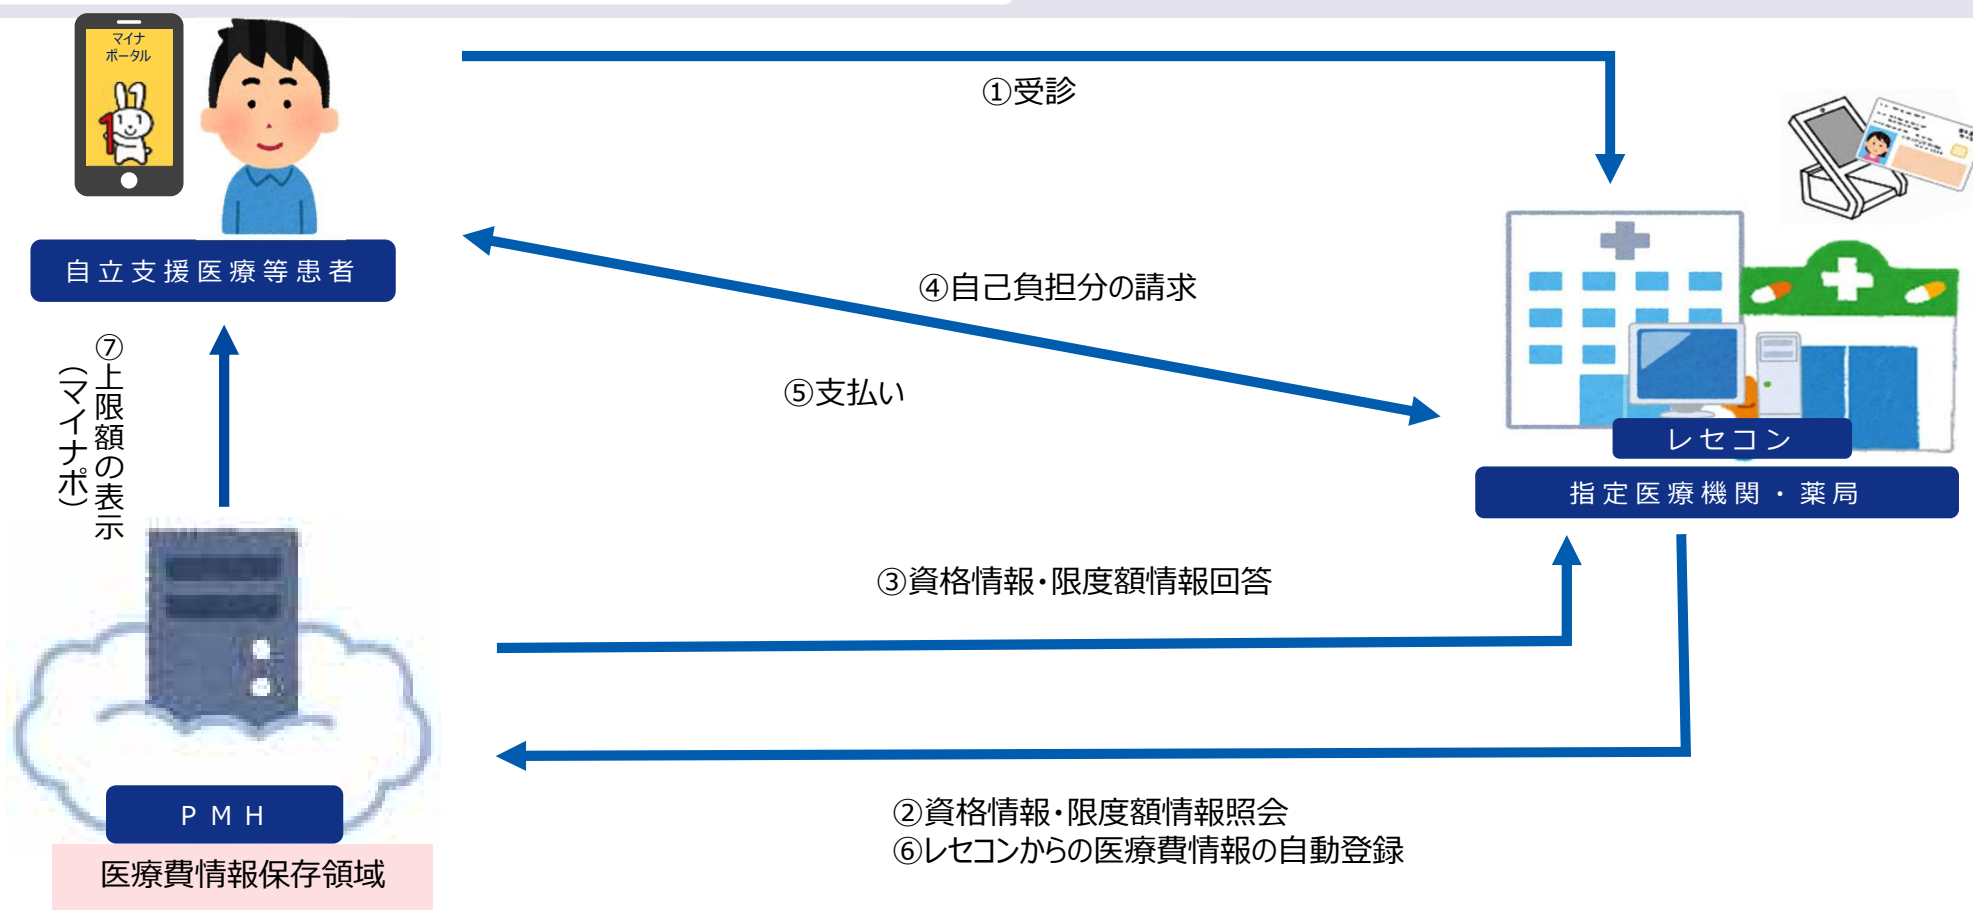 マイナ
ポータル
①受診
自立支援医療等患者
④自己負担分の請求
⑤支払い
⑦上限額の表示
（マイナポ）
レセコン
指定医療機関・薬局
③資格情報・限度額情報回答
②資格情報・限度額情報照会
⑥レセコンからの医療費情報の自動登録
PMH
医療費情報保存領域